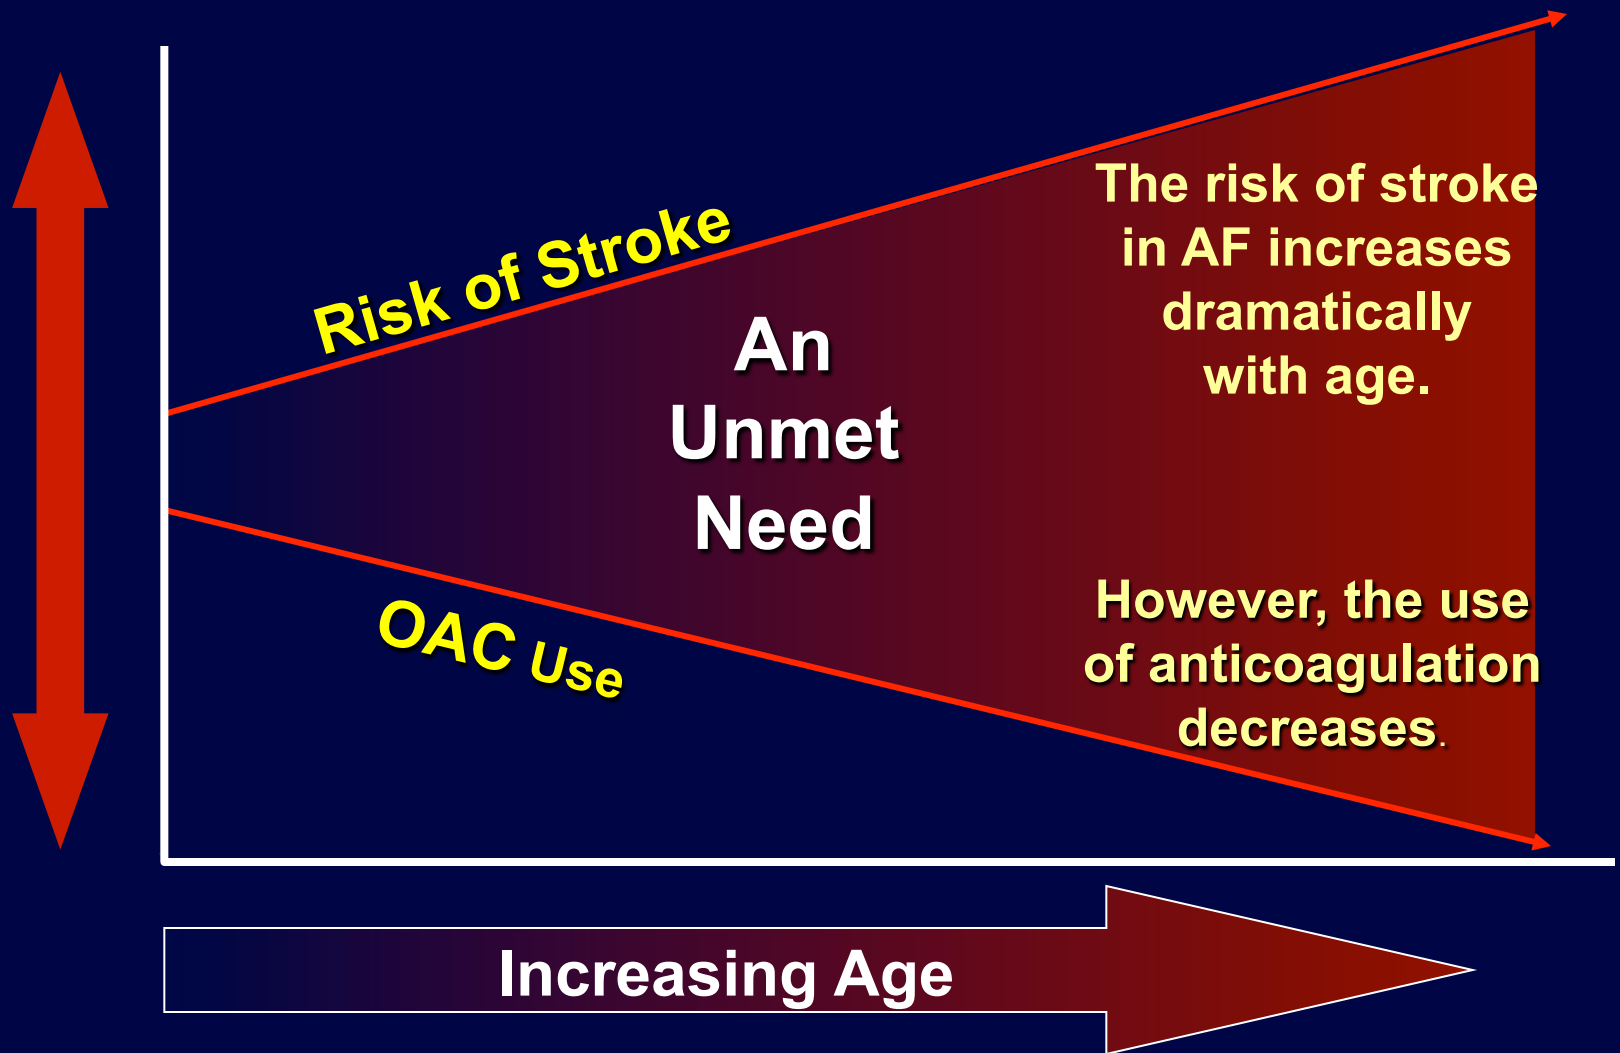 Risk of Stroke
An
Unmet
Need
The risk of stroke
in AF increases
dramatically
with age.
OAC Use
However, the use
of anticoagulation
decreases.
Increasing Age